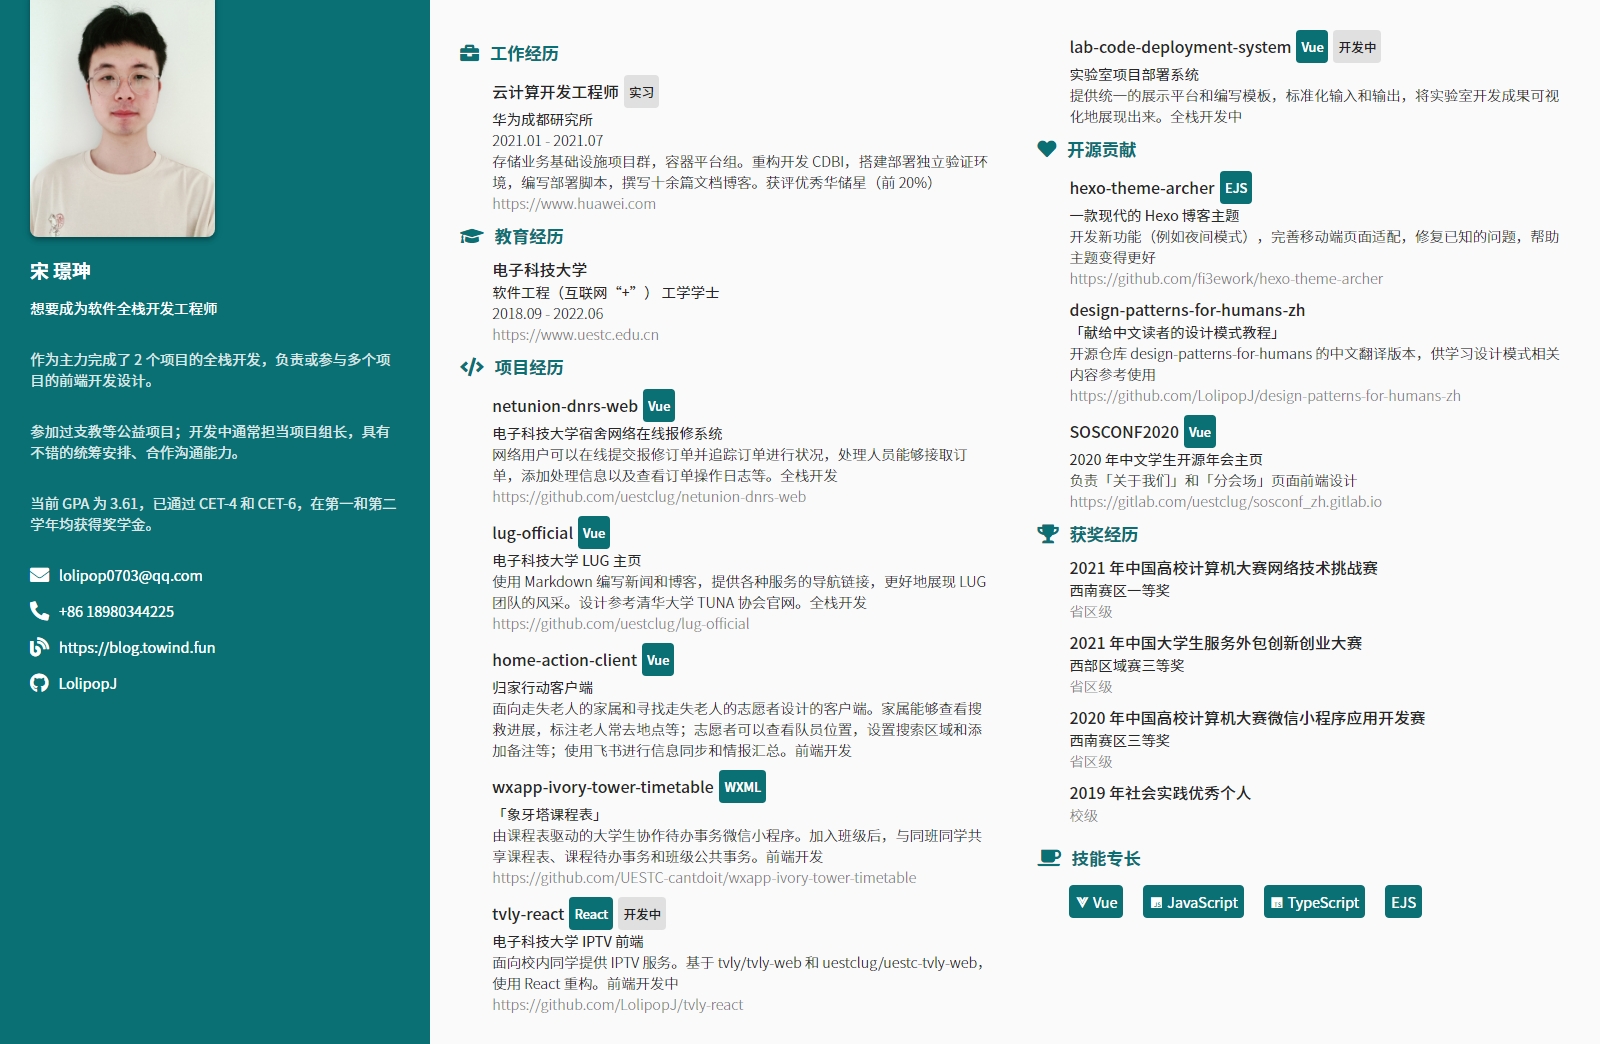 宋 璟珅
想要成为软件全栈开发工程师
作为主力完成了 2 个项目的全栈开发，负责或参与多个项
目的前端开发设计。
参加过支教等公益项目；开发中通常担当项目组长，具有
不错的统筹安排、合作沟通能力。
当前 GPA 为 3.61，已通过 CET-4 和 CET-6，在第一和第二
学年均获得奖学金。
lolipop0703@qq.com
+86 18980344225
https://blog.towind.fun
LolipopJ
工作经历
云计算开发工程师 实习
华为成都研究所
2021.01 - 2021.07
存储业务基础设施项目群，容器平台组。重构开发 CDBI，搭建部署独立验证环
境，编写部署脚本，撰写十余篇文档博客。获评优秀华储星（前 20%）
https://www.huawei.com
教育经历
电子科技大学
软件工程（互联网“+”） 工学学士
2018.09 - 2022.06
https://www.uestc.edu.cn
项目经历
netunion-dnrs-web Vue
电子科技大学宿舍网络在线报修系统
网络用户可以在线提交报修订单并追踪订单进行状况，处理人员能够接取订
单，添加处理信息以及查看订单操作日志等。全栈开发
https://github.com/uestclug/netunion-dnrs-web
lug-official Vue
电子科技大学 LUG 主页
使用 Markdown 编写新闻和博客，提供各种服务的导航链接，更好地展现 LUG
团队的风采。设计参考清华大学 TUNA 协会官网。全栈开发
https://github.com/uestclug/lug-official
home-action-client Vue
归家行动客户端
面向走失老人的家属和寻找走失老人的志愿者设计的客户端。家属能够查看搜
救进展，标注老人常去地点等；志愿者可以查看队员位置，设置搜索区域和添
加备注等；使用飞书进行信息同步和情报汇总。前端开发
wxapp-ivory-tower-timetable WXML
「象牙塔课程表」
由课程表驱动的大学生协作待办事务微信小程序。加入班级后，与同班同学共
享课程表、课程待办事务和班级公共事务。前端开发
https://github.com/UESTC-cantdoit/wxapp-ivory-tower-timetable
tvly-react React 开发中
电子科技大学 IPTV 前端
面向校内同学提供 IPTV 服务。基于 tvly/tvly-web 和 uestclug/uestc-tvly-web，
使用 React 重构。前端开发中
https://github.com/LolipopJ/tvly-react
lab-code-deployment-system Vue 开发中
实验室项目部署系统
提供统一的展示平台和编写模板，标准化输入和输出，将实验室开发成果可视
化地展现出来。全栈开发中
开源贡献
hexo-theme-archer EJS
一款现代的 Hexo 博客主题
开发新功能（例如夜间模式），完善移动端页面适配，修复已知的问题，帮助
主题变得更好
https://github.com/fi3ework/hexo-theme-archer
design-patterns-for-humans-zh
「献给中文读者的设计模式教程」
开源仓库 design-patterns-for-humans 的中文翻译版本，供学习设计模式相关
内容参考使用
https://github.com/LolipopJ/design-patterns-for-humans-zh
SOSCONF2020 Vue
2020 年中文学生开源年会主页
负责「关于我们」和「分会场」页面前端设计
https://gitlab.com/uestclug/sosconf_zh.gitlab.io
获奖经历
2021 年中国高校计算机大赛网络技术挑战赛
西南赛区一等奖
省区级
2021 年中国大学生服务外包创新创业大赛
西部区域赛三等奖
省区级
2020 年中国高校计算机大赛微信小程序应用开发赛
西南赛区三等奖
省区级
2019 年社会实践优秀个人
校级
技能专长
Vue JavaScript TypeScript EJS